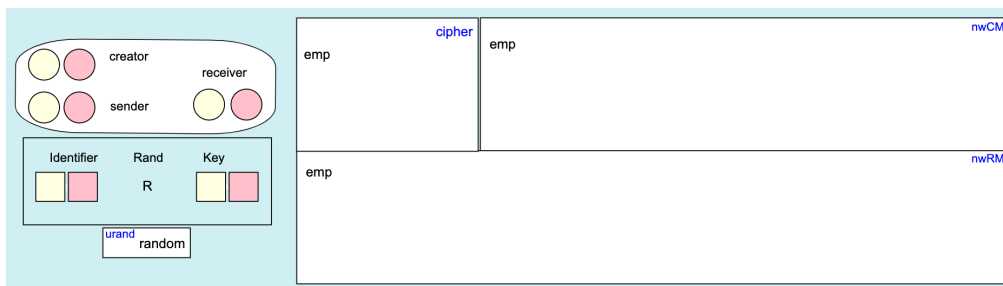 creator
receiver
sender
Identifier Rand Key
R
urand
random
cipher
emp
nwCM
emp
nwRM
emp